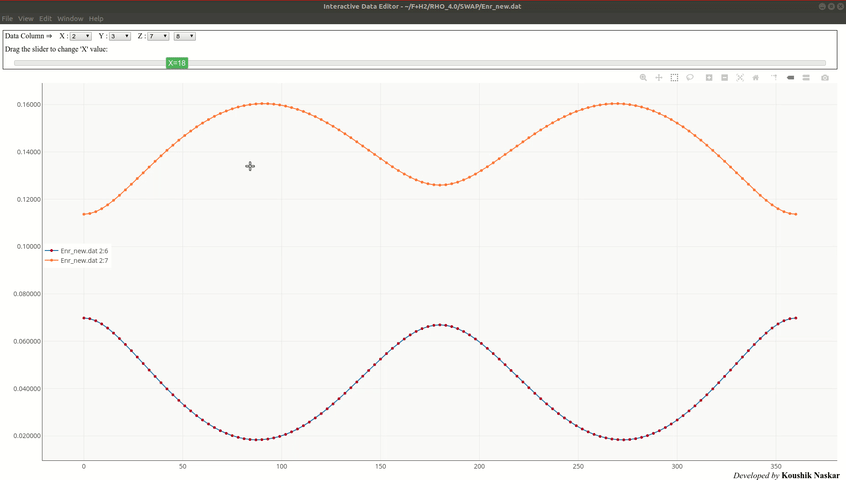 Interactive Data Editor - ~/F+H2/RHO_4.0/SWAP/Enr_new.dat
File View Edit Window Help
Data Column ⇒ X : 2 Y : 3 Z : 7 8
Drag the slider to change 'X' value:
X=18
0.16000
0.14000
0.12000
0.10000
Enr_new.dat 2:6
Enr_new.dat 2:7
0.080000
0.060000
0.040000
0.020000
0 50 100 150 200 250 300 350
Developed by Koushik Naskar